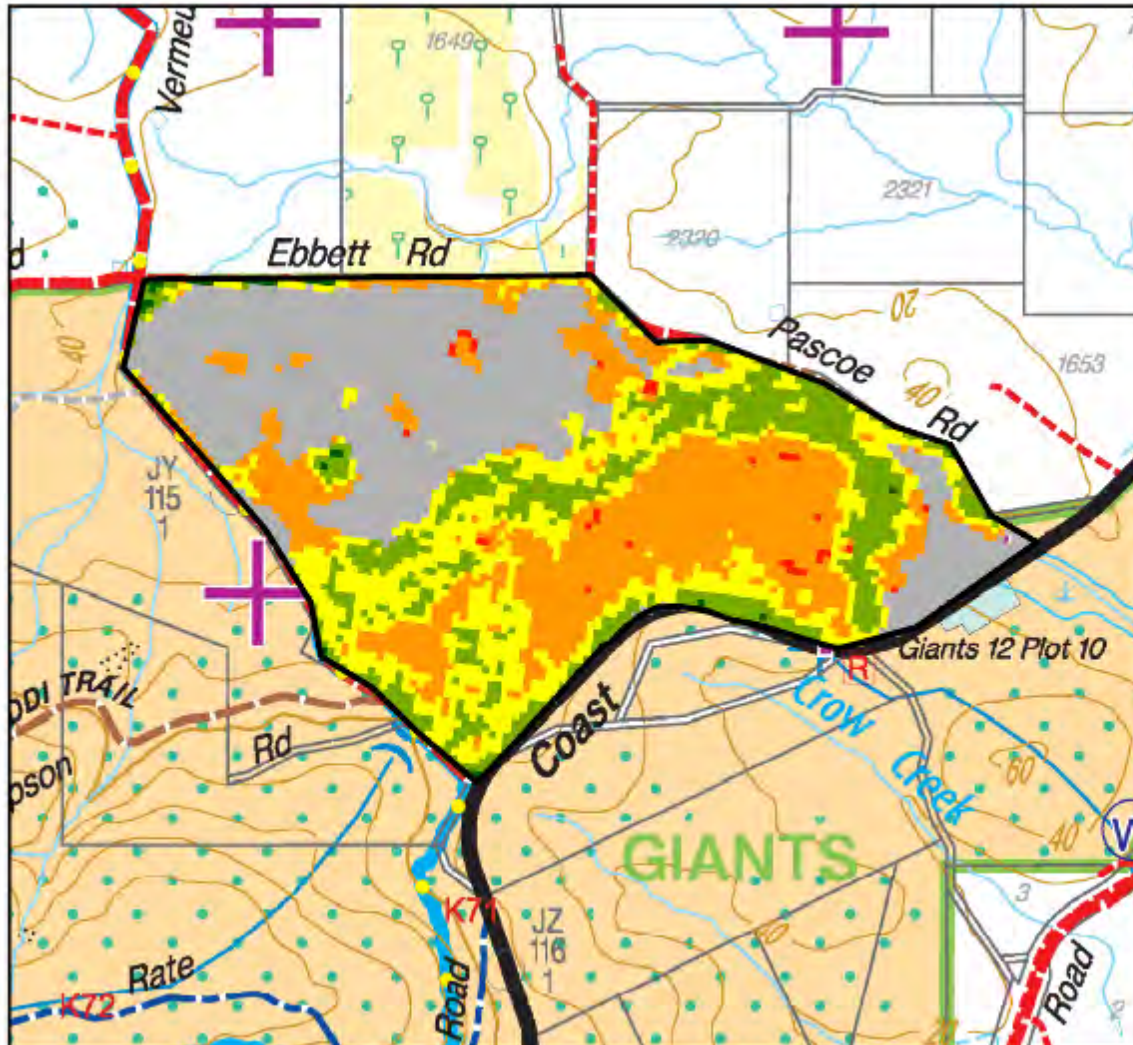 Vermeu
1649
2321
2320
d
Ebbett Rd
20
Pascoe Rd
1653
40
40
JY
115
1
Giants 12 Plot 10
R
DDI TRAIL
Rd
pson
Coast
Crow Creek
60
40
V
GIANTS
3
K71
JZ
116
1
Rate
K72
Road
Road